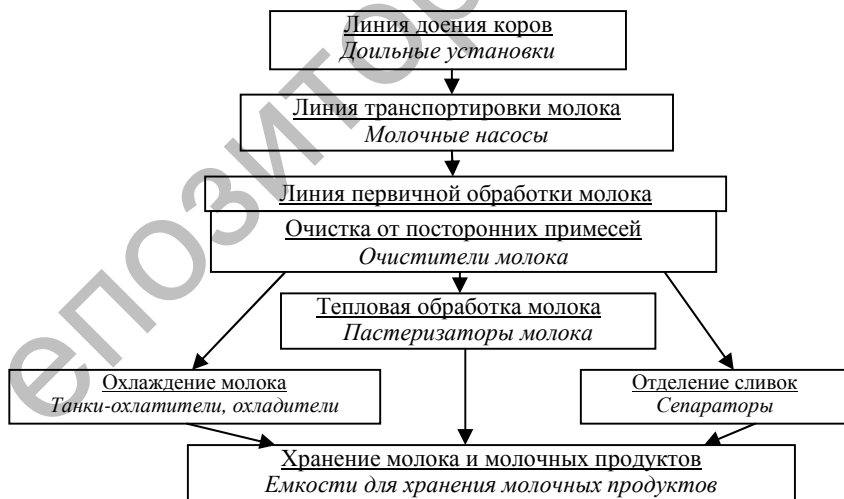 Линия доения коров
Доильные установки
Линия транспортировки молока
Молочные насосы
Линия первичной обработки молока
Очистка от посторонних примесей
Очистители молока
Тепловая обработка молока
Пастеризаторы молока
Охлаждение молока
Танки-охлатители, охладители
Отделение сливок
Сепараторы
Хранение молока и молочных продуктов
Емкости для хранения молочных продуктов
епозитор